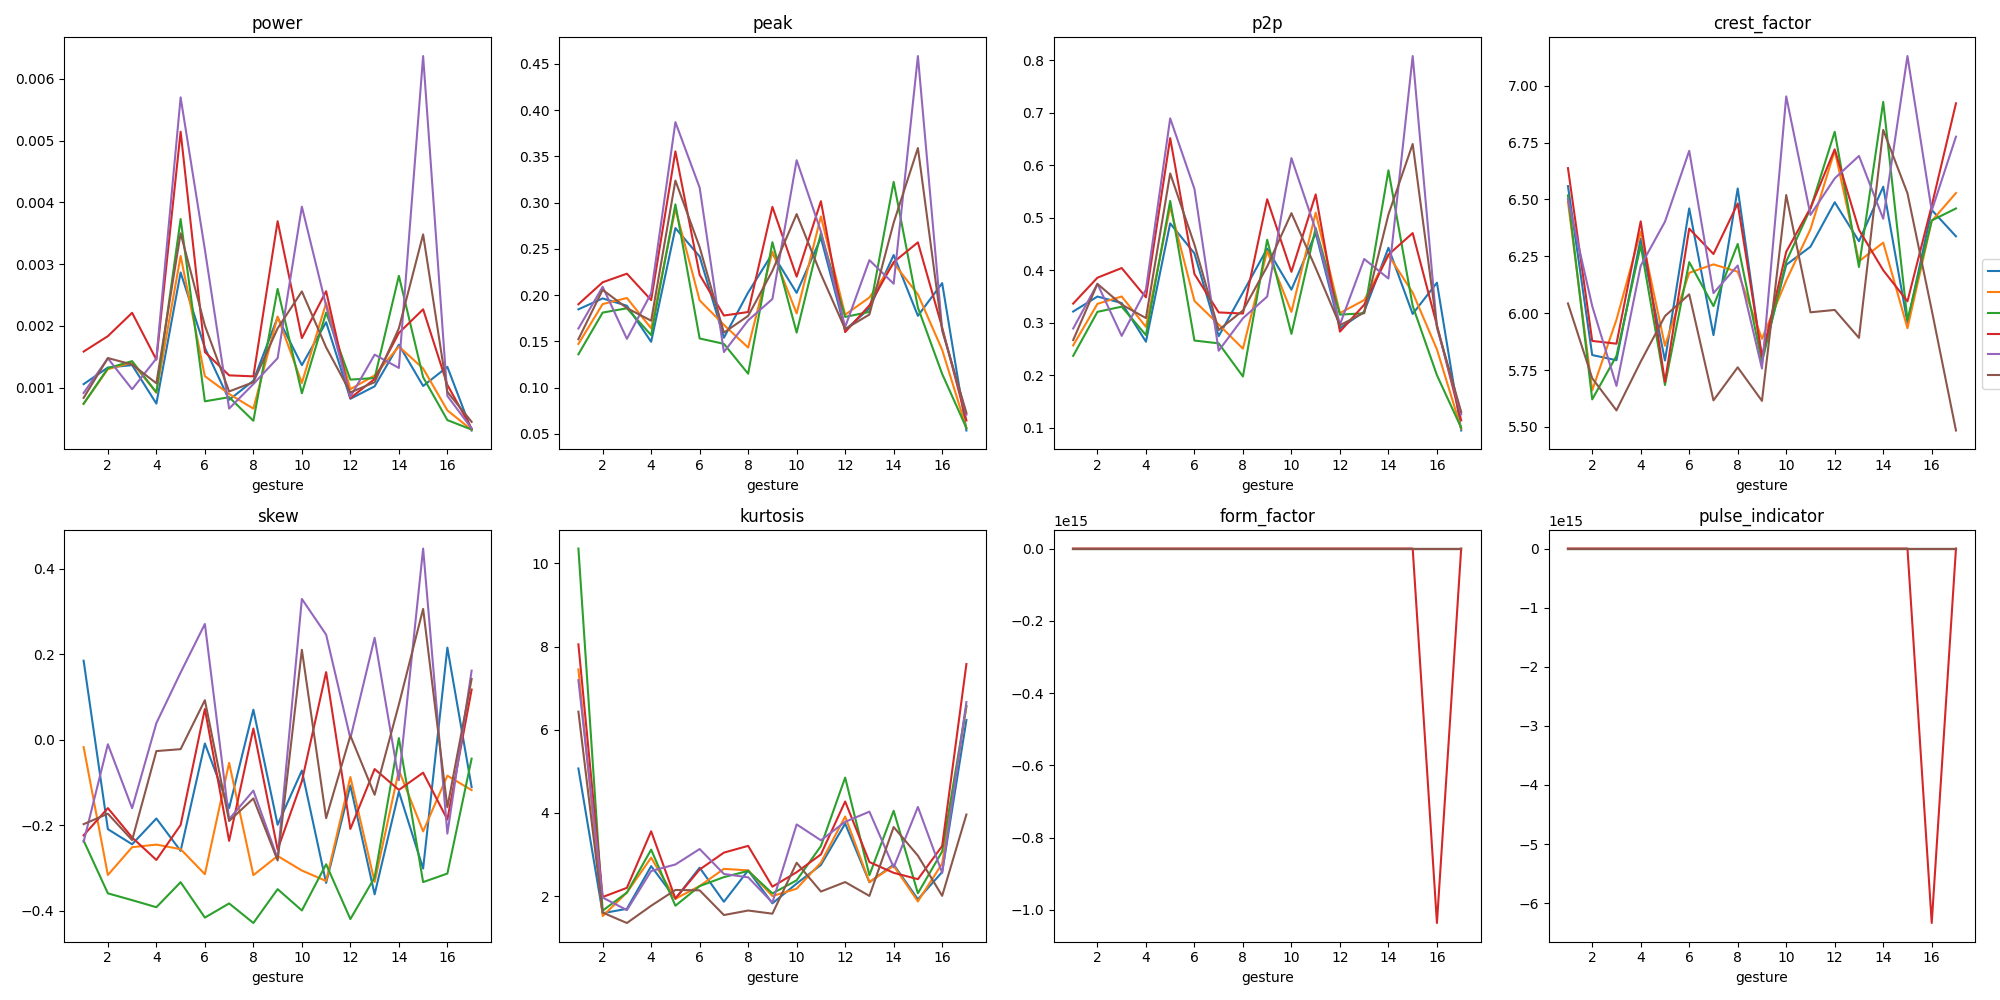 power
0.006
0.005
0.004
0.003
0.002
0.001
2 4 6 8 10 12 14 16
gesture
peak
0.45
0.40
0.35
0.30
0.25
0.20
0.15
0.10
0.05
2 4 6 8 10 12 14 16
gesture
p2p
0.8
0.7
0.6
0.5
0.4
0.3
0.2
0.1
2 4 6 8 10 12 14 16
gesture
crest_factor
7.00
6.75
6.50
6.25
6.00
5.75
5.50
2 4 6 8 10 12 14 16
gesture
skew
0.4
0.2
0.0
−0.2
−0.4
2 4 6 8 10 12 14 16
gesture
kurtosis
10
8
6
4
2
2 4 6 8 10 12 14 16
gesture
form_factor
1e15
0.0
−0.2
−0.4
−0.6
−0.8
−1.0
2 4 6 8 10 12 14 16
gesture
pulse_indicator
1e15
0
−1
−2
−3
−4
−5
−6
2 4 6 8 10 12 14 16
gesture